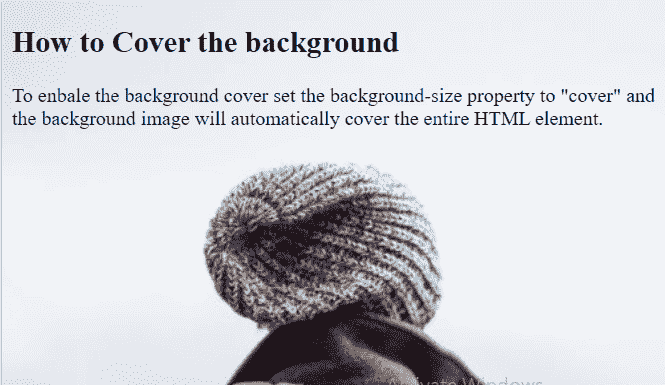 How to Cover the background
To enbale the background cover set the background-size property to "cover" and
the background image will automatically cover the entire HTML element.
Windows